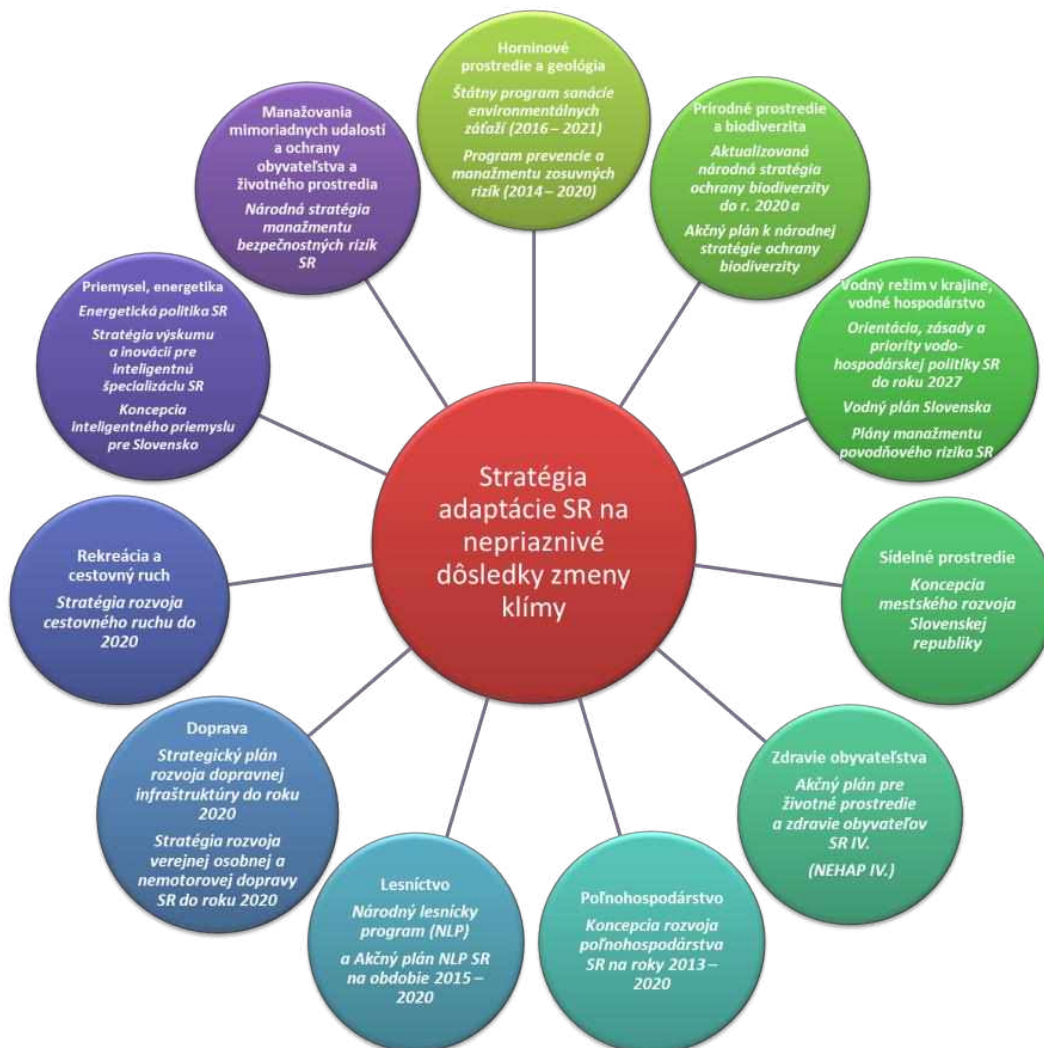 Horninové
prostredie a geológia
Štátny program sanácie
environmentálnych
záťaží (2016 – 2021)
Program prevencie a
manažmentu zosuvných
rizík (2014 – 2020)
Prírodné prostredie
a biodiverzita
Aktualizovaná
národná stratégia
ochrany biodiverzity
do r. 2020 a
Akčný plán k národnej
stratégie ochrany
biodiverzity
Vodný režim v krajine,
vodné hospodárstvo
Orientácia, zásady a
priority vodo-
hospodárskej politiky SR
do roku 2027
Vodný plán Slovenska
Plány manažmentu
povodňového rizika SR
Sídelné prostredie
Koncepcia
mestského rozvoja
Slovenskej
republiky
Zdravie obyvateľstva
Akčný plán pre
životné prostredie
a zdravie obyvateľov
SR IV.
(NEHAP IV.)
Poľnohospodárstvo
Koncepcia rozvoja
poľnohospodárstva
SR na roky 2013 –
2020
Lesníctvo
Národný lesnícky
program (NLP)
a Akčný plán NLP SR
na obdobie 2015 –
2020
Doprava
Strategický plán
rozvoja dopravnej
infraštruktúry do roku
2020
Stratégia rozvoja
verejnej osobnej a
nemotorovej dopravy
SR do roku 2020
Rekreácia a
cestovný ruch
Stratégia rozvoja
cestovného ruchu do
2020
Priemysel, energetika
Energetická politika SR
Stratégia výskumu
a inovácií pre
inteligentnú
špecializáciu SR
Koncepcia
inteligentného priemyslu
pre Slovensko
Manažovania
mimoriadnych udalostí
a ochrany
obyvateľstva a
životného prostredia
Národná stratégia
manažmentu
bezpečnostných rizík
SR
Stratégia
adaptácie SR na
nepriaznivé
dôsledky zmeny
klímy